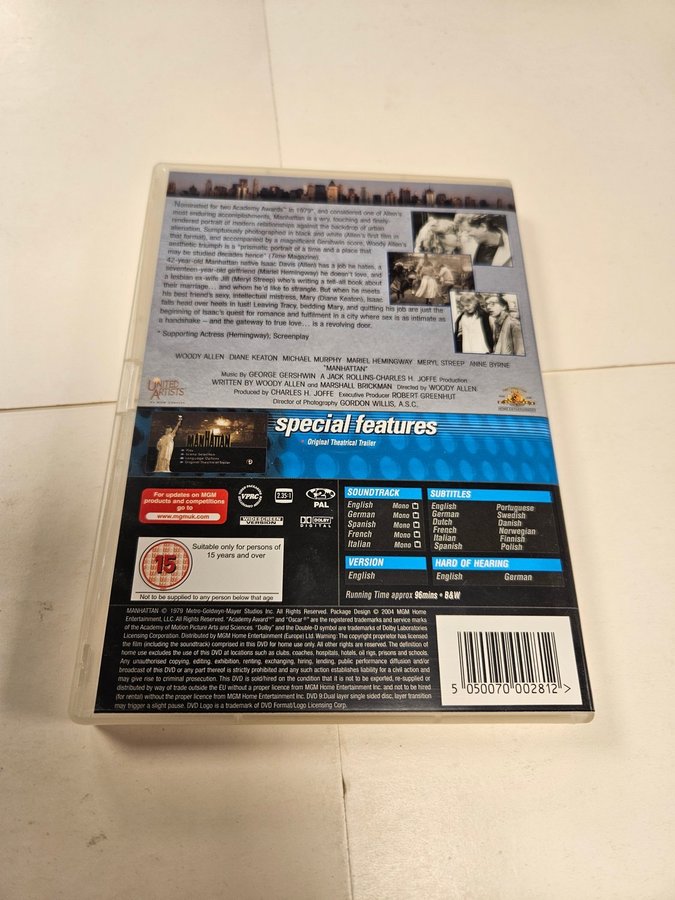 "Nominated for two Academy Awards™ in 1979*, and considered one of Allen's
most enduring accomplishments, Manhattan is a wry, touching and finely-
rendered portrait of modern relationships against the backdrop of urban
alienation. Sumptuously photographed in black and white (Allen's first film in
that format), and accompanied by a magnificent Gershwin score, Woody Allen's
aesthetic triumph is a "prismatic portrait of a time and a place that
may be studied decades hence" (Time Magazine).
42-year-old Manhattan native Isaac Davis (Allen) has a job he hates, a
seventeen-year-old girlfriend (Mariel Hemingway) he doesn't love, and
a lesbian ex-wife Jill (Meryl Streep) who's writing a tell-all book about
their marriage... and whom he'd like to strangle. But when he meets
his best friend's sexy, intellectual mistress, Mary (Diane Keaton), Isaac
falls head over heels in lust! Leaving Tracy, bedding Mary, and quitting his job are just the
beginning of Isaac's quest for romance and fulfilment in a city where sex is as intimate as
a handshake – and the gateway to true love... is a revolving door.
* Supporting Actress (Hemingway); Screenplay
WOODY ALLEN DIANE KEATON MICHAEL MURPHY MARIEL HEMINGWAY MERYL STREEP ANNE BYRNE
"MANHATTAN"
Music By GEORGE GERSHWIN A JACK ROLLINS-CHARLES H. JOFFE Production
WRITTEN BY WOODY ALLEN and MARSHALL BRICKMAN Directed by WOODY ALLEN
Produced by CHARLES H. JOFFE Executive Producer ROBERT GREENHUT
Director of Photography GORDON WILLIS, A.S.C.
UNITED
ARTISTS
MANHATTAN
Play
Scene Selection
Language Options
Original Theatrical Trailer
special features
Original Theatrical Trailer
For updates on MGM
products and competitions
go to
www.mgmuk.com
VPRC
WIDESCREEN
VERSION
2.35:1
DOLBY
DIGITAL
2
PAL
SOUNDTRACK
English Mono
German Mono
Spanish Mono
French Mono
Italian Mono
SUBTITLES
English Portuguese
German Swedish
Dutch Danish
French Norwegian
Italian Finnish
Spanish Polish
VERSION
English
HARD OF HEARING
English German
Running Time approx 96mins • B&W
15
Suitable only for persons of
15 years and over
Not to be supplied to any person below that age
MANHATTAN © 1979 Metro-Goldwyn-Mayer Studios Inc. All Rights Reserved. Package Design © 2004 MGM Home
Entertainment, LLC. All Rights Reserved. "Academy Award™" and "Oscar®" are the registered trademarks and service marks
of the Academy of Motion Picture Arts and Sciences. "Dolby" and the Double-D symbol are trademarks of Dolby Laboratories
Licensing Corporation. Distributed by MGM Home Entertainment (Europe) Ltd. Warning: The copyright proprietor has licensed
the film (including the soundtrack) comprised in this DVD for home use only. All other rights are reserved. The definition of
home use excludes the use of this DVD at locations such as clubs, coaches, hospitals, hotels, oil rigs, prisons and schools.
Any unauthorised copying, editing, exhibition, renting, exchanging, hiring, lending, public performance diffusion and/or
broadcast of this DVD or any part thereof is strictly prohibited and any such action establishes liability for a civil action and
may give rise to criminal prosecution. This DVD is sold/hired on the condition that it is not to be exported, re-supplied or
distributed by way of trade outside the EU without a proper licence from MGM Home Entertainment Inc. and not to be hired
(for rental) without the proper licence from MGM Home Entertainment Inc. DVD 9:Dual layer single sided disc, layer transition
may trigger a slight pause. DVD Logo is a trademark of DVD Format/Logo Licensing Corp.
5 050070 002812 >